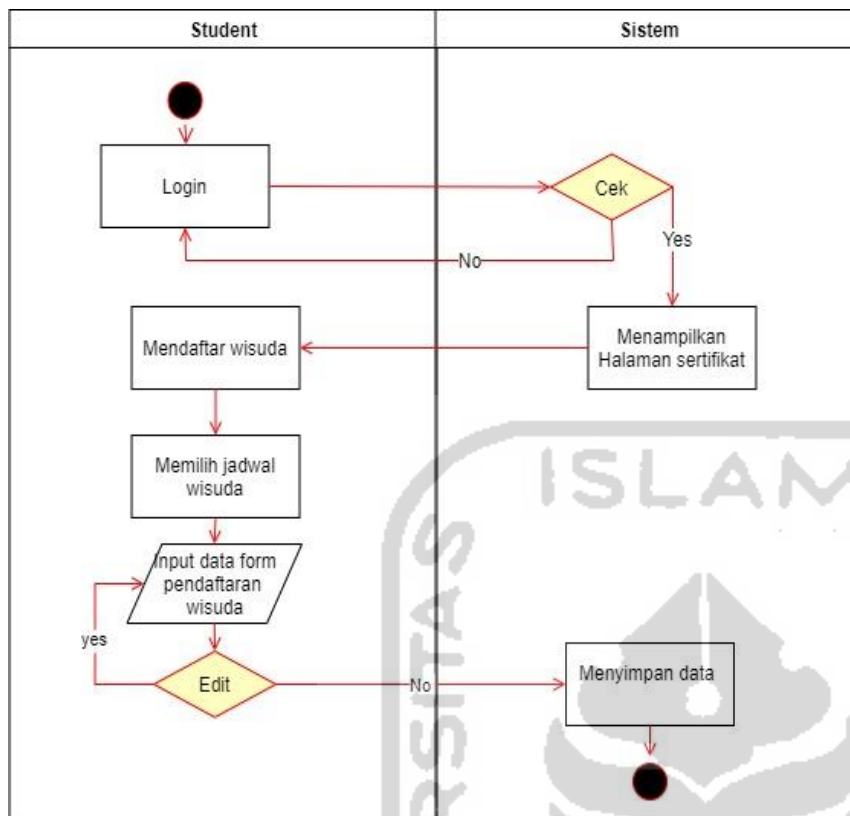 Student
Sistem
Login
Cek
No
Yes
Mendaftar wisuda
Menampilkan
Halaman sertifikat
Memilih jadwal
wisuda
Input data form
pendaftaran
wisuda
yes
Edit
No
Menyimpan data
ISLAM
RSITAS